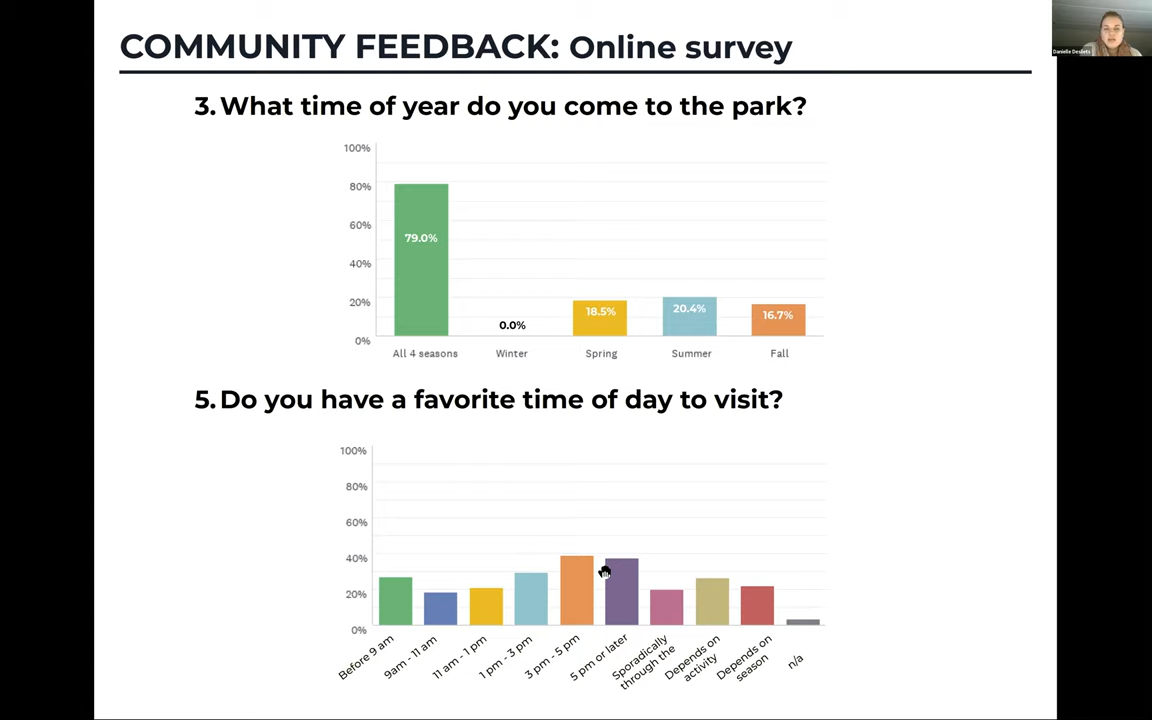 COMMUNITY FEEDBACK: Online survey
Danielle Desilets
3. What time of year do you come to the park?
100%
80%
60%
40%
20%
0%
79.0%
0.0%
18.5%
20.4%
16.7%
All 4 seasons
Winter
Spring
Summer
Fall
5. Do you have a favorite time of day to visit?
100%
80%
60%
40%
20%
0%
Before 9 am
9am - 11 am
11 am - 1 pm
1 pm - 3 pm
3 pm - 5 pm
5 pm or later
Sporadically
through the
Depends on
activity
Depends on
season
n/a